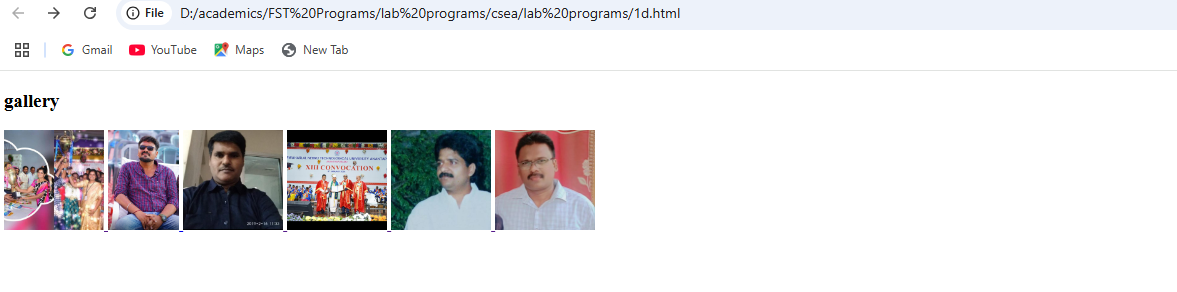 File D:/academics/FST%20Programs/lab%20programs/csea/lab%20programs/1d.html
Gmail YouTube Maps New Tab
gallery
XIII CONVOCATION